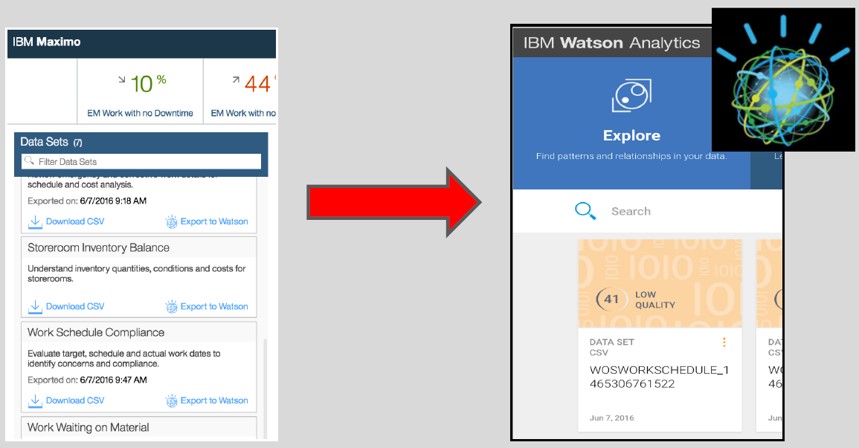 IBM Maximo
10 %
44
EM Work with no Downtime
EM Work with no
Data Sets (7)
Filter Data Sets
schedule and cost analysis.
Exported on: 6/7/2016 9:18 AM
Download CSV
Export to Watson
Storeroom Inventory Balance
Understand inventory quantities, conditions and costs for
storerooms.
Download CSV
Export to Watson
Work Schedule Compliance
Evaluate target, schedule and actual work dates to
identify concerns and compliance.
Exported on: 6/7/2016 9:47 AM
Download CSV
Export to Watson
Work Waiting on Material
IBM Watson Analytics
Explore
Find patterns and relationships in your data.
Le
Search
41
LOW
QUALITY
DATA SET
CSV
WOSWORKSCHEDULE_1
465306761522
Jun 7, 2016
DA
CS
WO
46
Jun